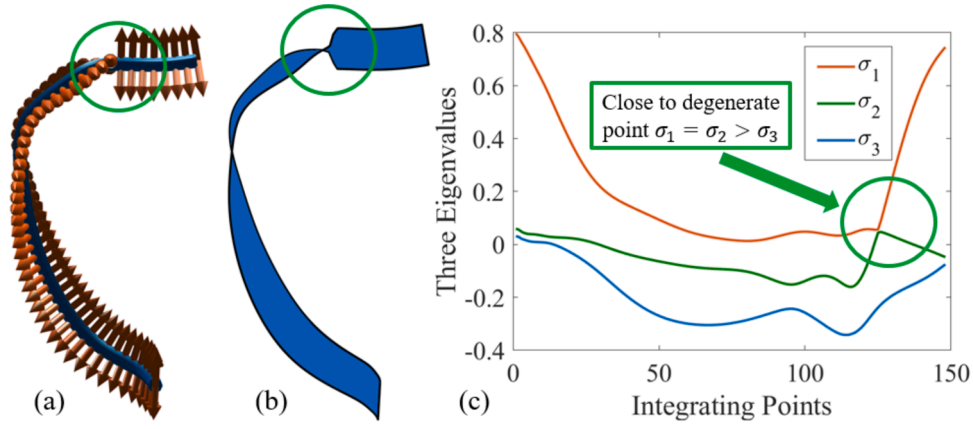 (a)
(b)
(c)
Three Eigenvalues
0.8
0.6
0.4
0.2
0
-0.2
-0.4
Close to degenerate
point σ₁ = σ₂ > σ₃
σ₁
σ₂
σ₃
0
50
100
150
Integrating Points